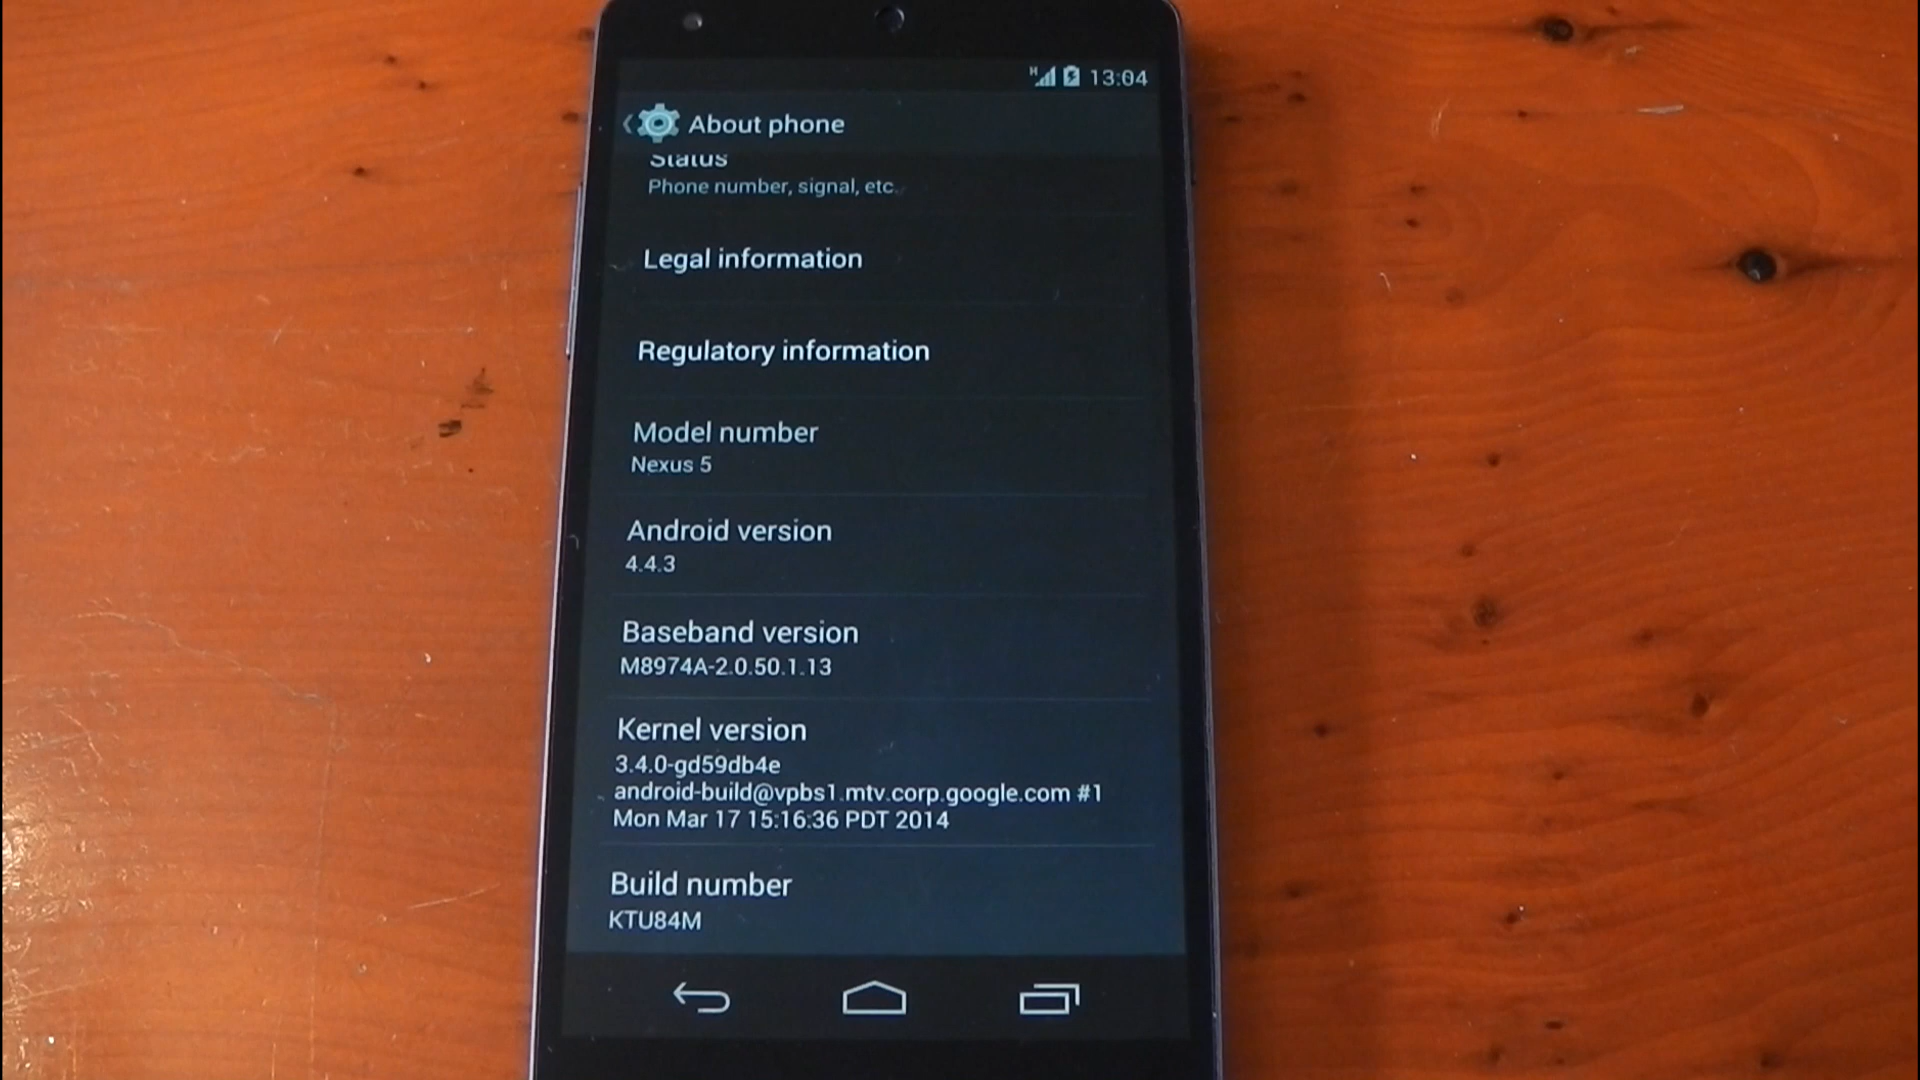 H 13:04
About phone
Status
Phone number, signal, etc.
Legal information
Regulatory information
Model number
Nexus 5
Android version
4.4.3
Baseband version
M8974A-2.0.50.1.13
Kernel version
3.4.0-gd59db4e
android-build@vpbs1.mtv.corp.google.com #1
Mon Mar 17 15:16:36 PDT 2014
Build number
KTU84M